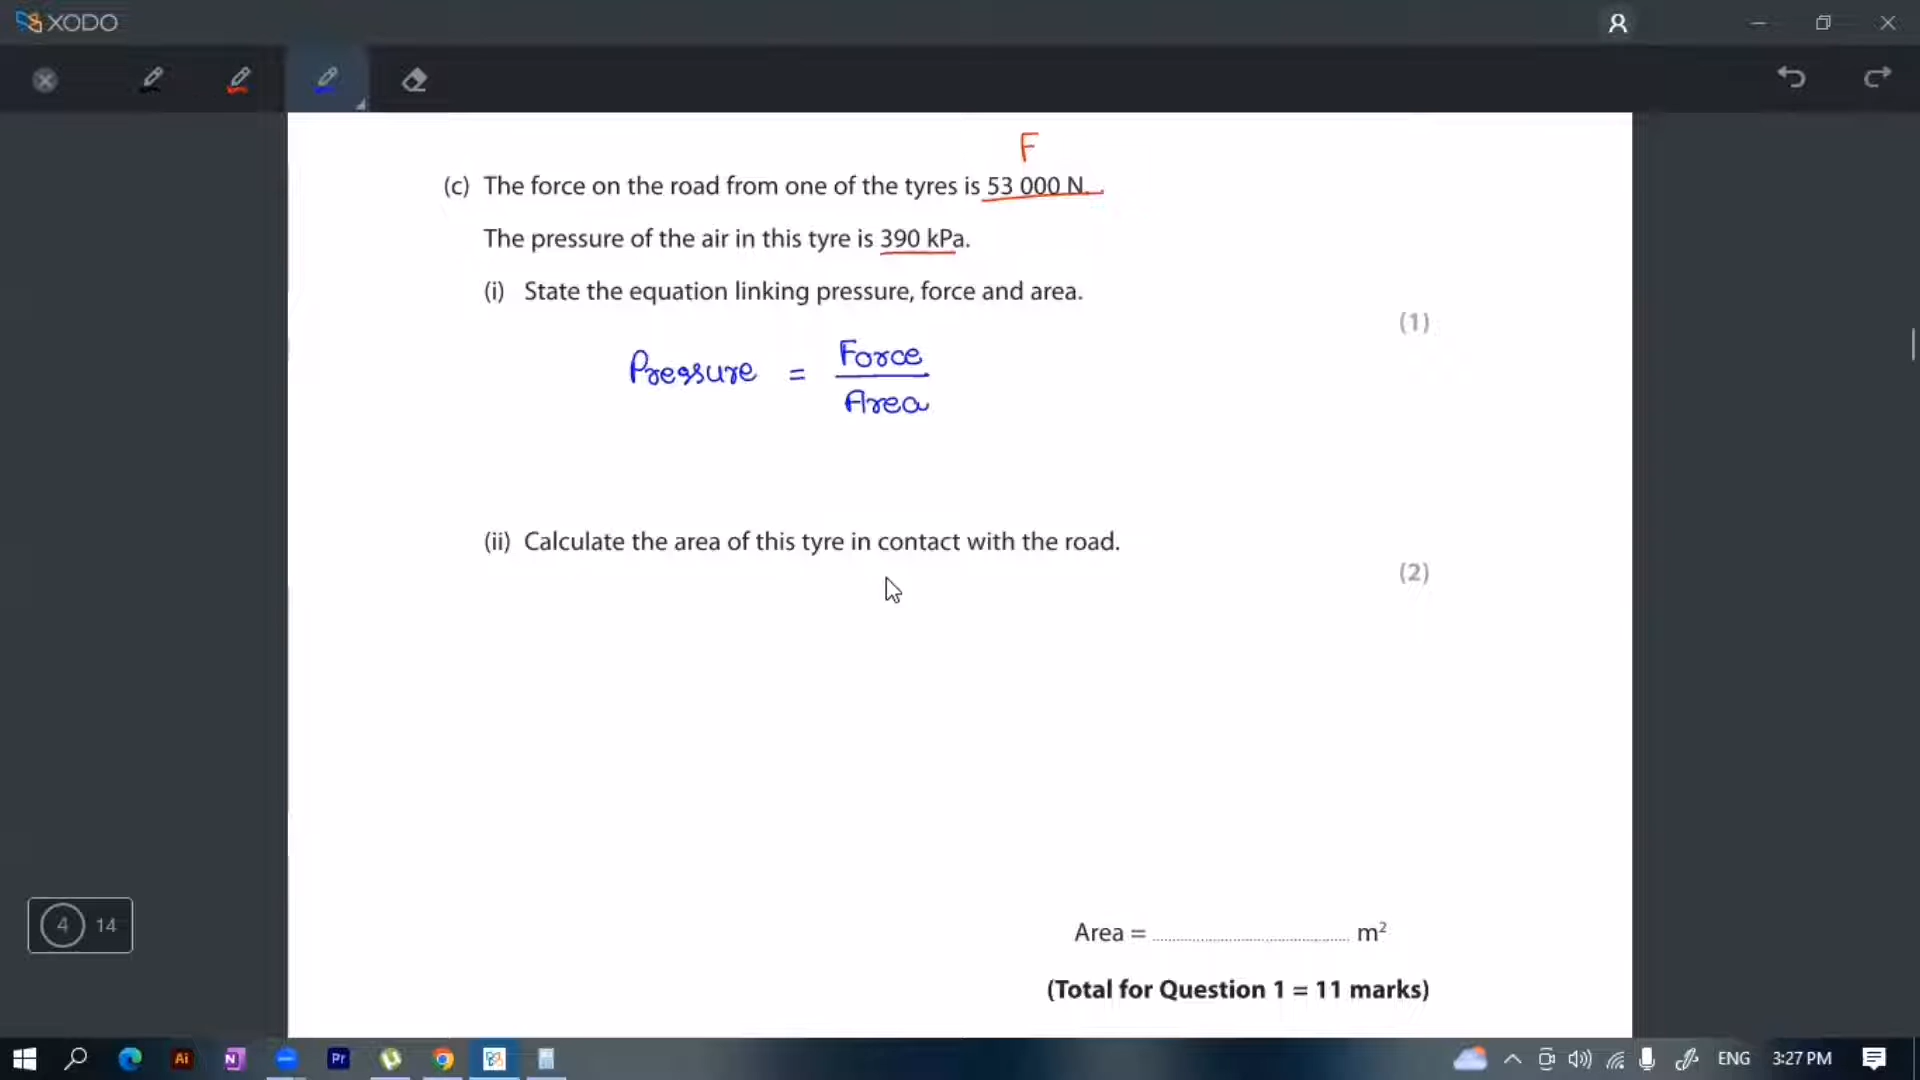 XODO
F
(c) The force on the road from one of the tyres is 53 000 N.
The pressure of the air in this tyre is 390 kPa.
(i) State the equation linking pressure, force and area.
(1)
Pressure = Force
Area
(ii) Calculate the area of this tyre in contact with the road.
(2)
Area = ........................................ m²
(Total for Question 1 = 11 marks)
4 14
Ai N Pr ENG 3:27 PM